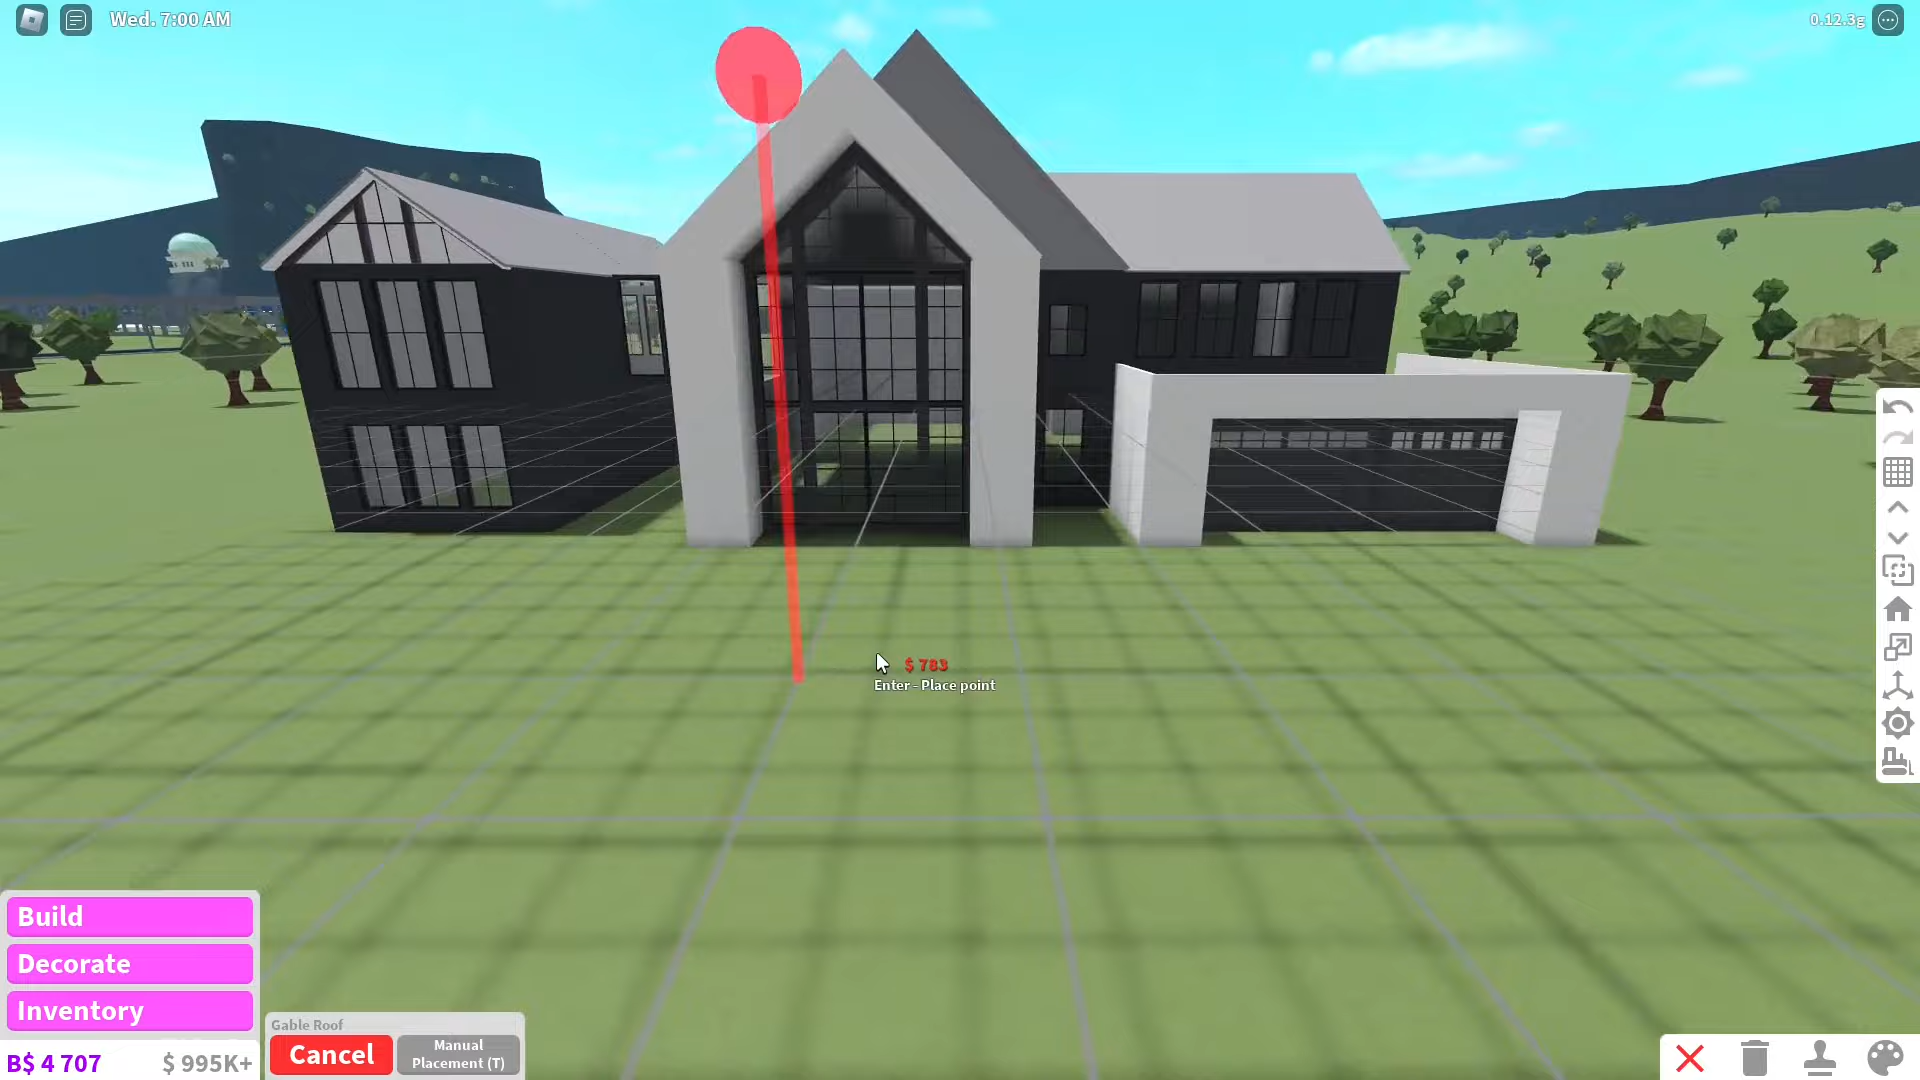 Wed. 7:00 AM
0.12.3g
$ 783
Enter - Place point
Build
Decorate
Inventory
B$ 4 707
$ 995K+
Gable Roof
Cancel
Manual
Placement (T)